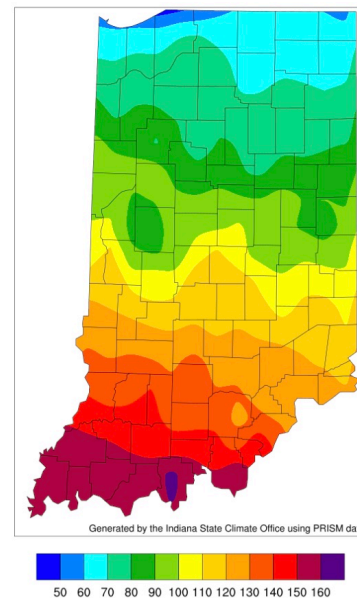 Generated by the Indiana State Climate Office using PRISM da
50 60 70 80 90 100 110 120 130 140 150 160